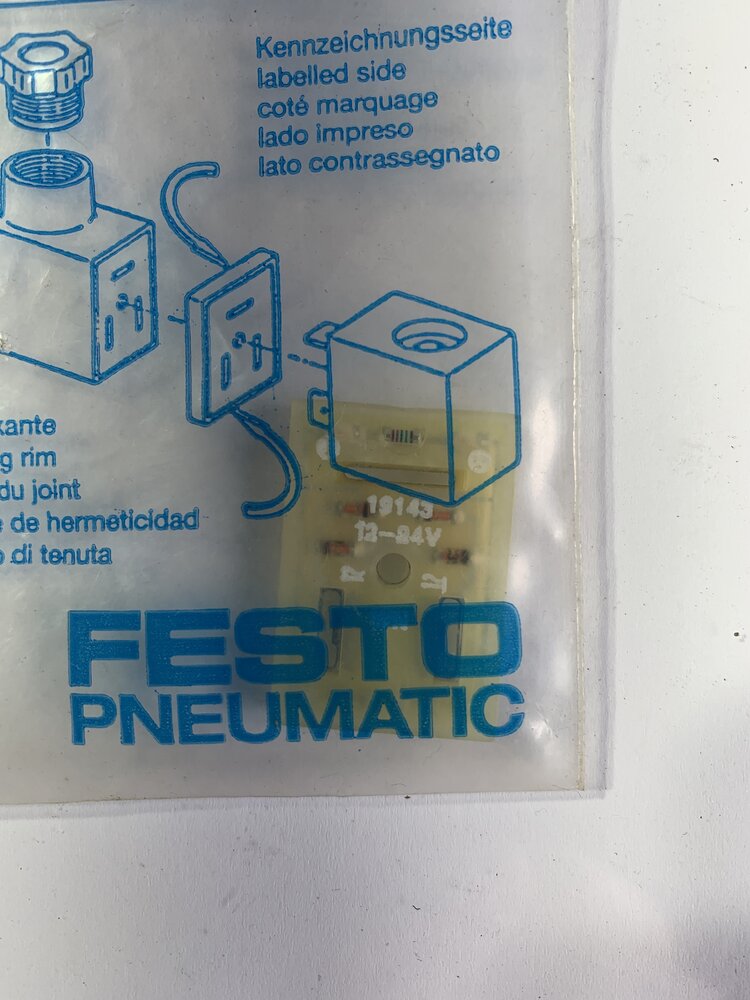 Kennzeichnungsseite
labelled side
coté marquage
lado impreso
lato contrassegnato
kante
g rim
du joint
e de hermeticidad
o di tenuta
19143
12-24V
FESTO
PNEUMATIC